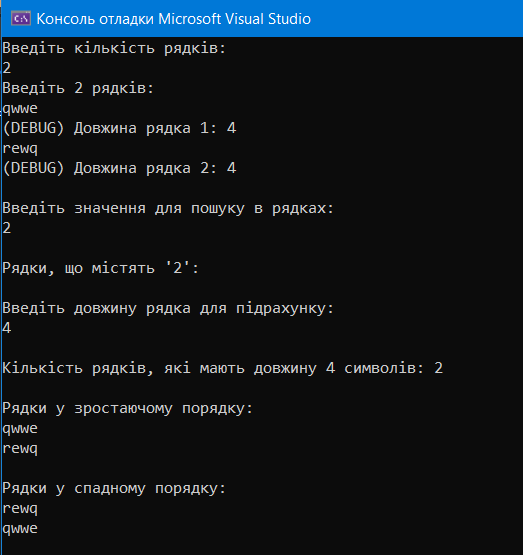 Консоль отладки Microsoft Visual Studio
Введіть кількість рядків:
2
Введіть 2 рядків:
qwwe
(DEBUG) Довжина рядка 1: 4
rewq
(DEBUG) Довжина рядка 2: 4
Введіть значення для пошуку в рядках:
2
Рядки, що містять '2':
Введіть довжину рядка для підрахунку:
4
Кількість рядків, які мають довжину 4 символів: 2
Рядки у зростаючому порядку:
qwwe
rewq
Рядки у спадному порядку:
rewq
qwwe